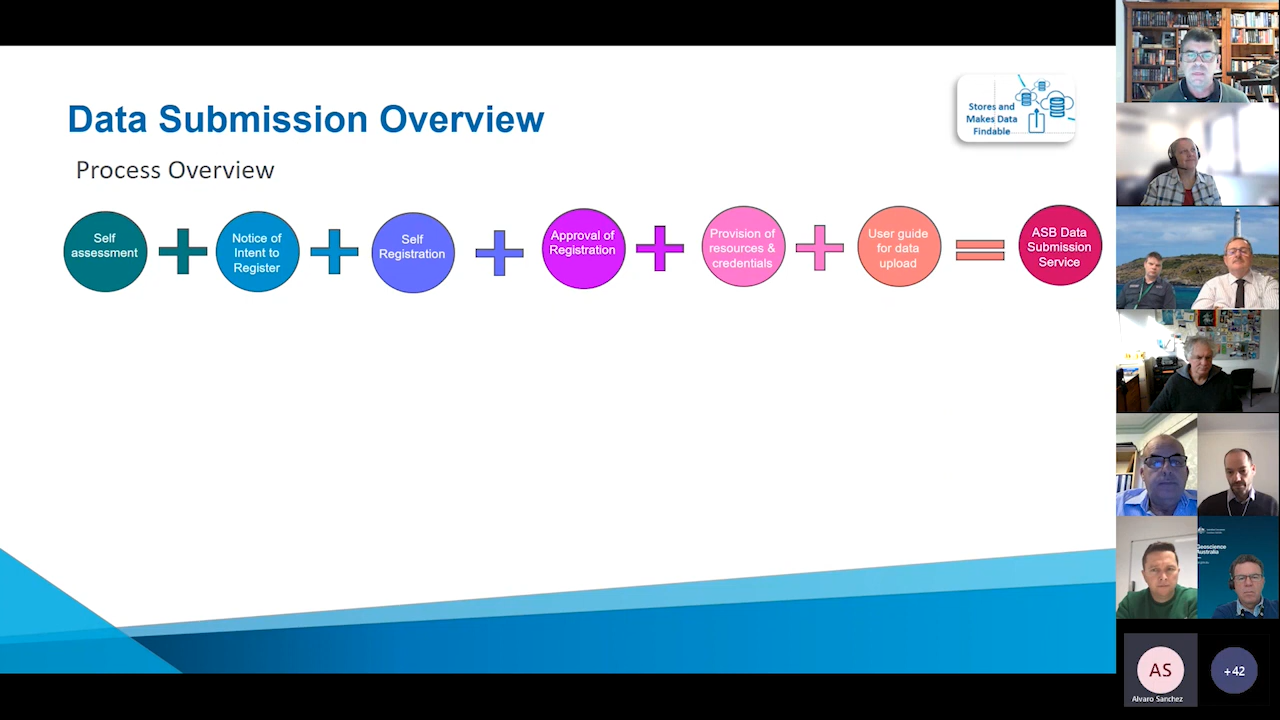 Data Submission Overview
Stores and
Makes Data
Findable
Process Overview
Self
assessment
Notice of
Intent to
Register
Self
Registration
Approval of
Registration
Provision of
resources &
credentials
User guide
for data
upload
ASB Data
Submission
Service
Geoscience
Australia
AS
Alvaro Sanchez
+42